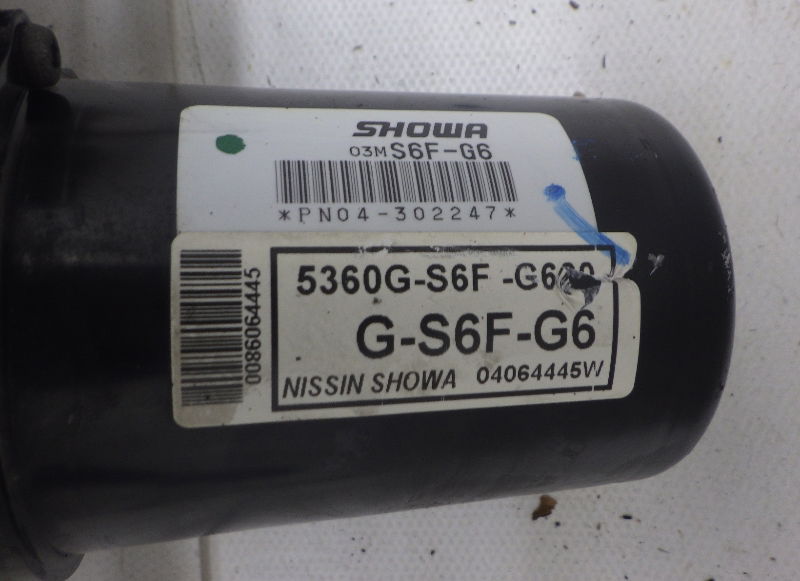 SHOWA
03M S6F-G6
*PN04-302247*
5360G-S6F
G-S6F-G6
NISSIN SHOWA 04064445W
0086064445